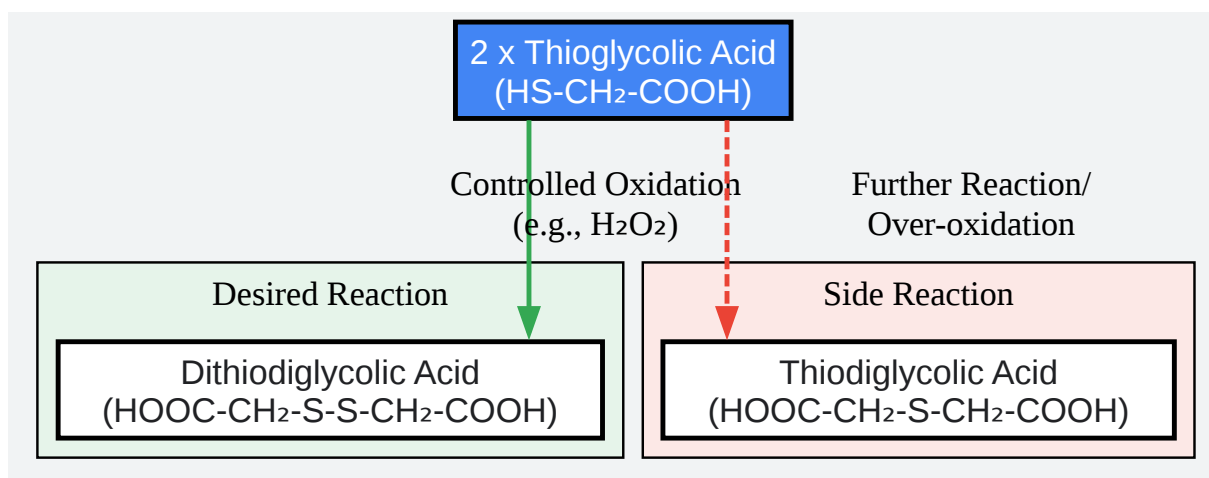 2 x Thioglycolic Acid
(HS-CH₂-COOH)
Controlled Oxidation
(e.g., H₂O₂)
Further Reaction/
Over-oxidation
Desired Reaction
Dithiodiglycolic Acid
(HOOC-CH₂-S-S-CH₂-COOH)
Side Reaction
Thiodiglycolic Acid
(HOOC-CH₂-S-CH₂-COOH)